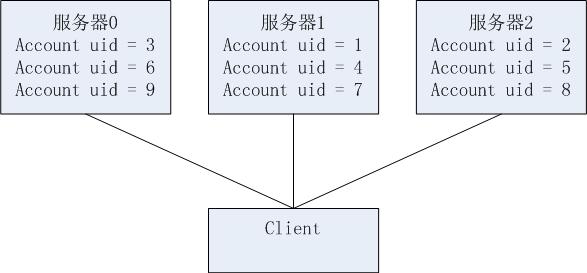 服务器0
Account uid = 3
Account uid = 6
Account uid = 9
服务器1
Account uid = 1
Account uid = 4
Account uid = 7
服务器2
Account uid = 2
Account uid = 5
Account uid = 8
Client